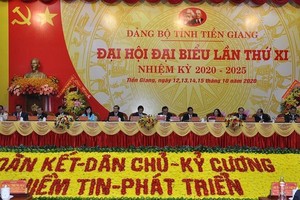 ĐẢNG BỘ TỈNH TIỀN GIANG
ĐẠI HỘI ĐẠI BIỂU LẦN THỨ XI
NHIỆM KỲ 2020 - 2025
Tiền Giang, ngày 12,13,14,15 tháng 10 năm 2020
ĐOÀN KẾT-DÂN CHỦ-KỶ CƯƠNG
NIỀM TIN-PHÁT TRIỂN